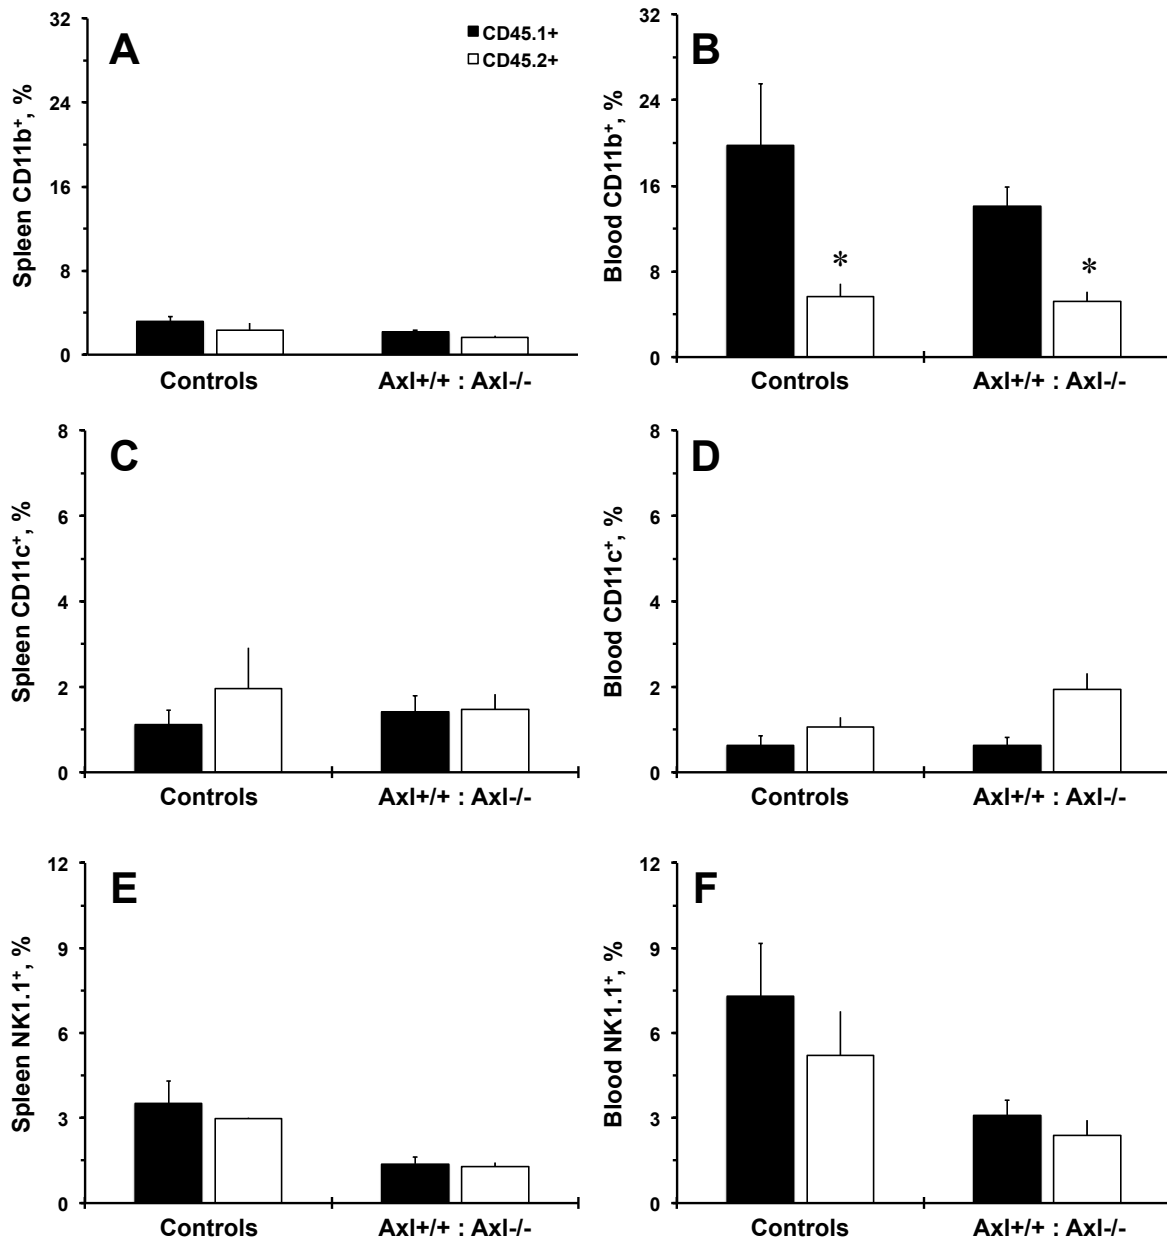 A
CD45.1+
CD45.2+
Spleen CD11b+, %
32
24
16
8
0
Controls
Axl+/+ : Axl-/-
B
Blood CD11b+, %
32
24
16
8
0
*
*
Controls
Axl+/+ : Axl-/-
C
Spleen CD11c+, %
8
6
4
2
0
Controls
Axl+/+ : Axl-/-
D
Blood CD11c+, %
8
6
4
2
0
Controls
Axl+/+ : Axl-/-
E
Spleen NK1.1+, %
12
9
6
3
0
Controls
Axl+/+ : Axl-/-
F
Blood NK1.1+, %
12
9
6
3
0
Controls
Axl+/+ : Axl-/-